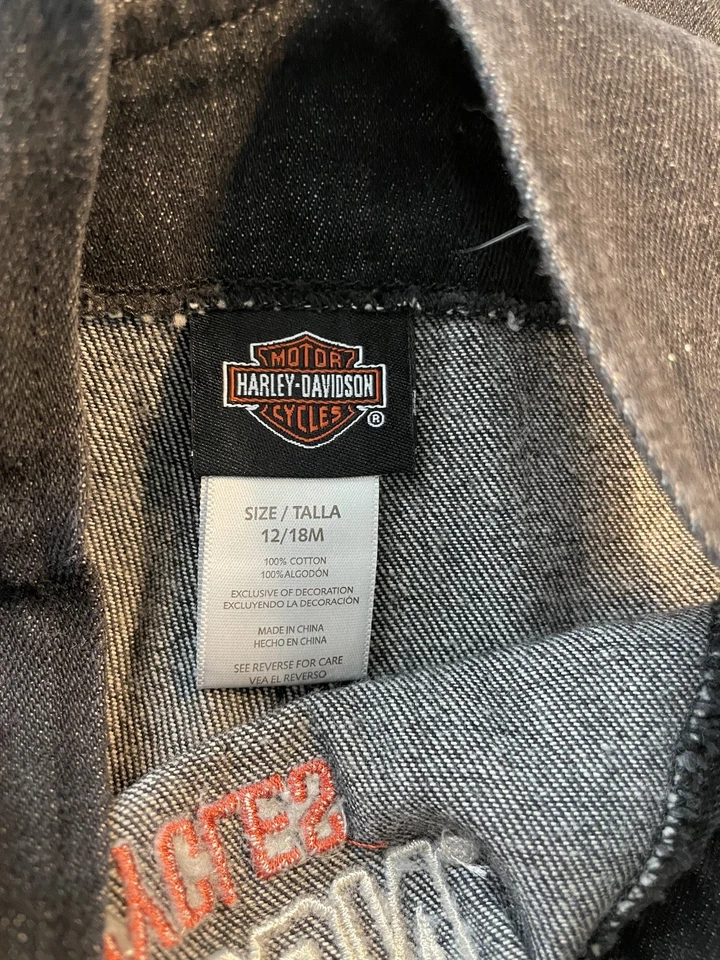 MOTOR
HARLEY-DAVIDSON
CYCLES
®
SIZE / TALLA
12/18M
100% COTTON
100%ALGODÓN
EXCLUSIVE OF DECORATION
EXCLUYENDO LA DECORACIÓN
MADE IN CHINA
HECHO EN CHINA
SEE REVERSE FOR CARE
VEA EL REVERSO
YCLES